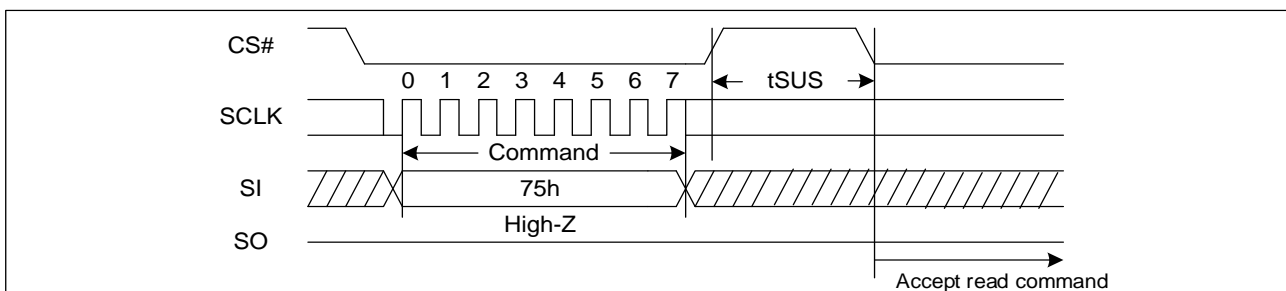 CS#
0 1 2 3 4 5 6 7
tSUS
SCLK
Command
SI
75h
High-Z
SO
Accept read command